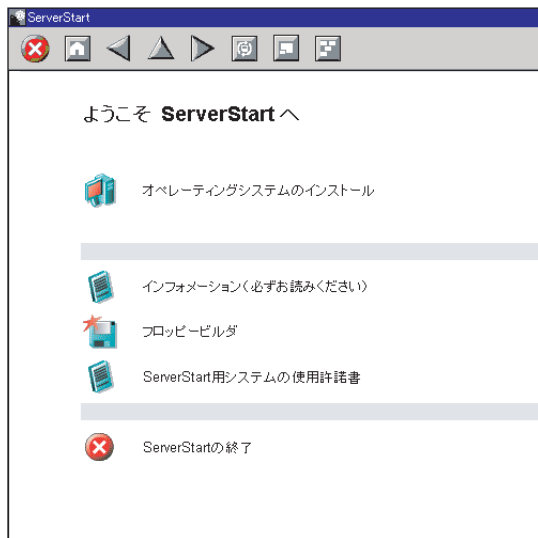 ServerStart
ようこそ ServerStart へ
オペレーティングシステムのインストール
インフォメーション(必ずお読みください)
フロッピービルダ
ServerStart用システムの使用許諾書
ServerStartの終了